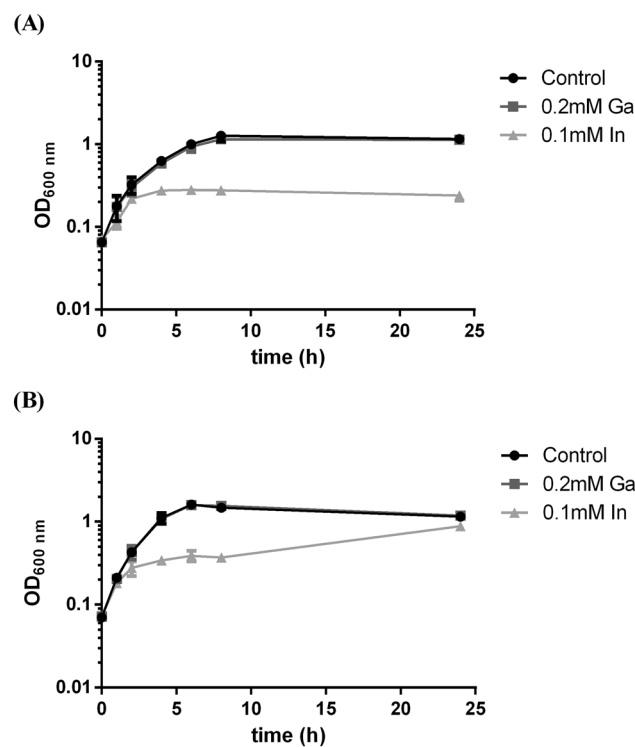 (A)
10
1
0.1
0.01
OD600 nm
0 5 10 15 20 25
time (h)
Control
0.2mM Ga
0.1mM In
(B)
10
1
0.1
0.01
OD600 nm
0 5 10 15 20 25
time (h)
Control
0.2mM Ga
0.1mM In